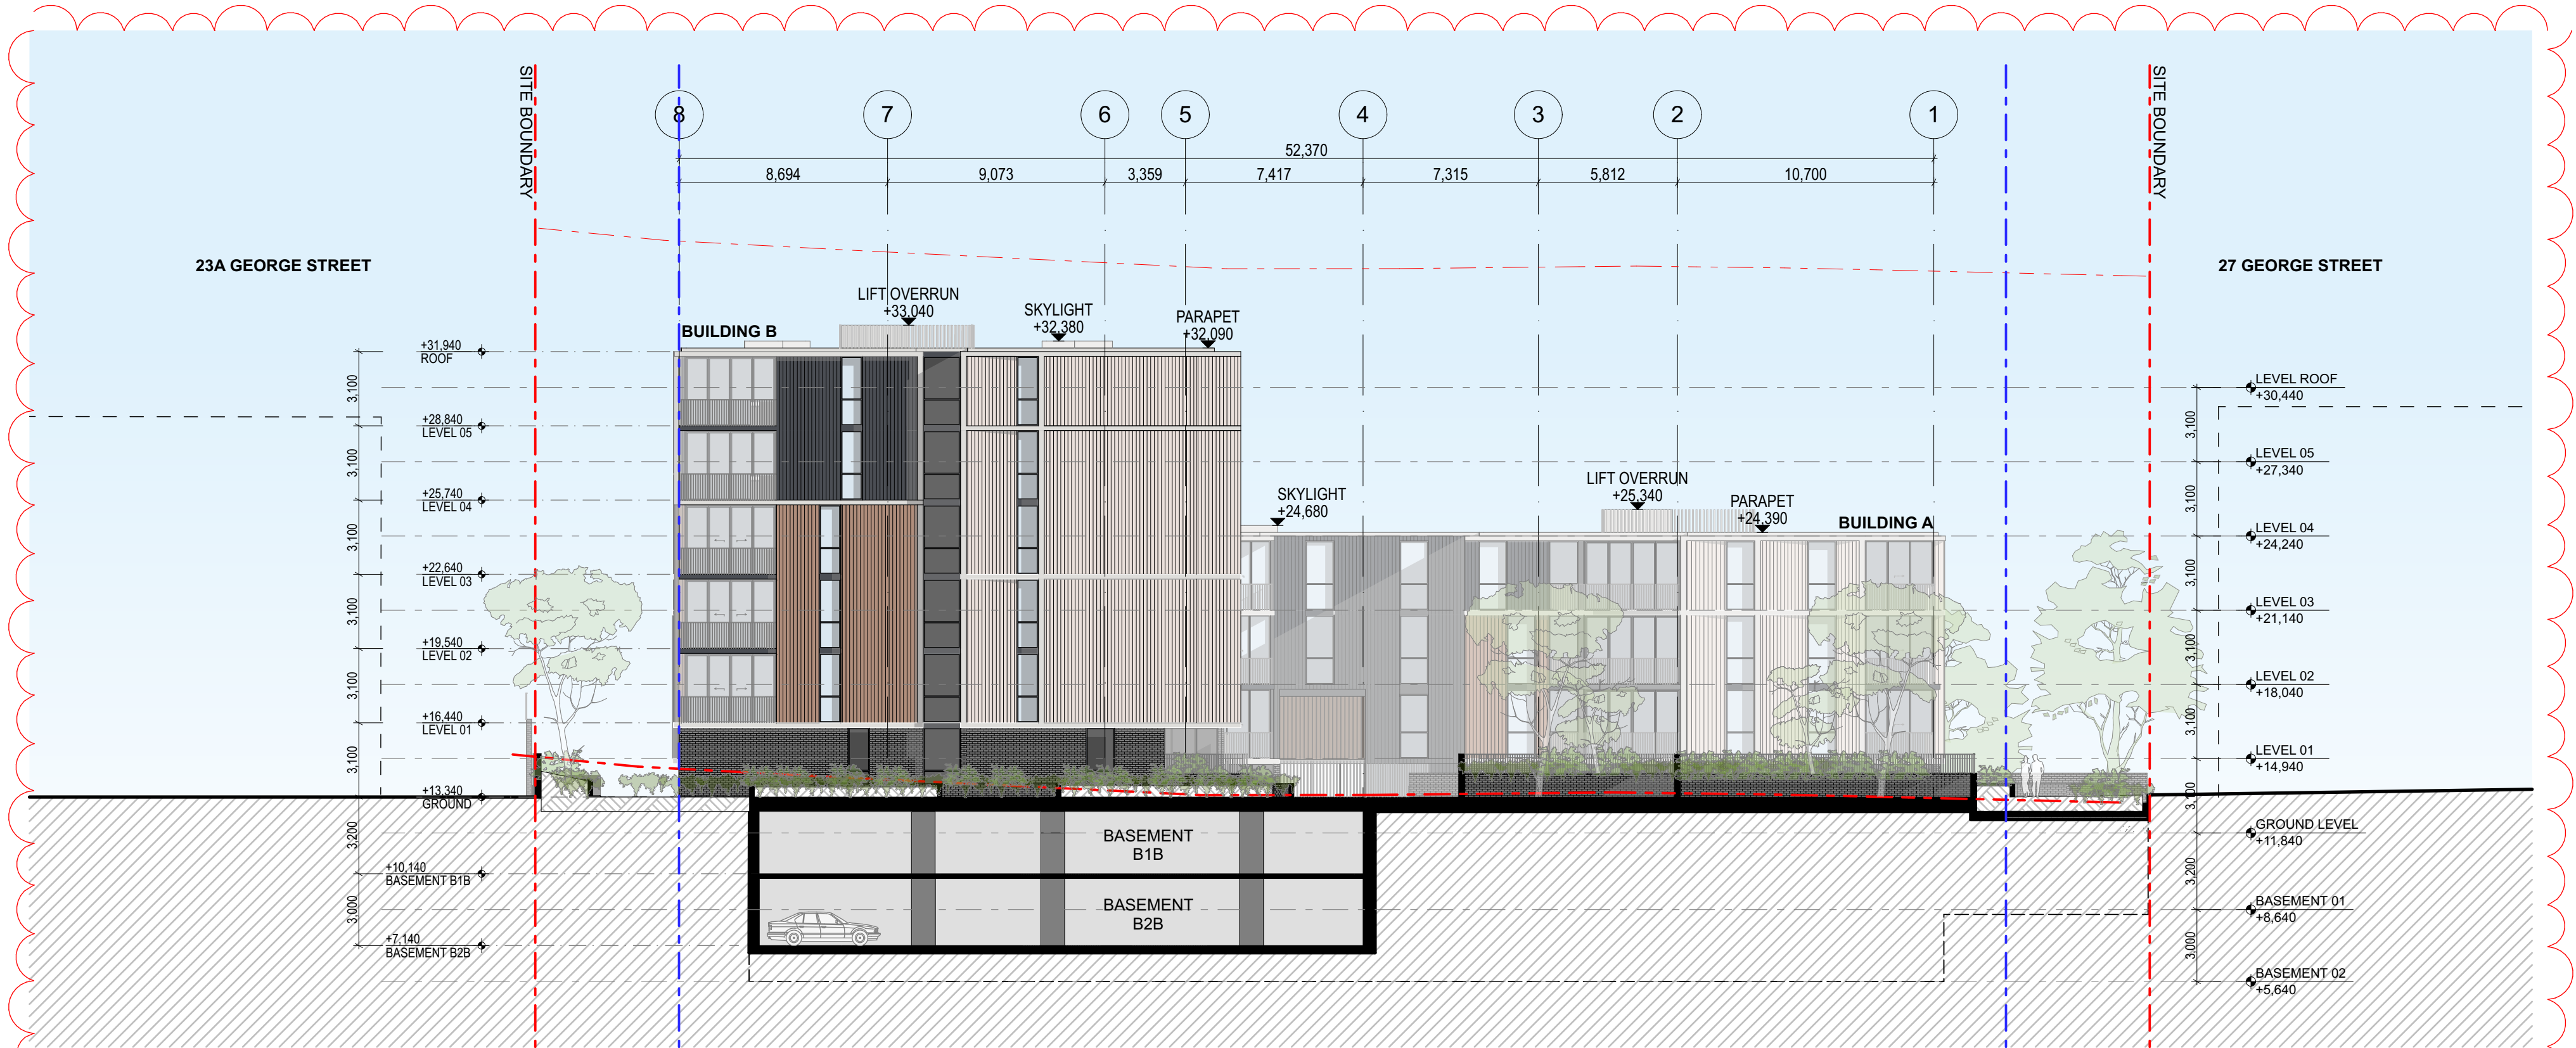 SITE BOUNDARY
SITE BOUNDARY
8
7
6
5
4
3
2
1
52,370
8,694
9,073
3,359
7,417
7,315
5,812
10,700
23A GEORGE STREET
27 GEORGE STREET
LIFT OVERRUN
+33,040
SKYLIGHT
+32,380
PARAPET
+32,090
BUILDING B
SKYLIGHT
+24,680
LIFT OVERRUN
+25,340
PARAPET
+24,390
BUILDING A
+31,940
ROOF
3,100
+28,840
LEVEL 05
3,100
+25,740
LEVEL 04
3,100
+22,640
LEVEL 03
3,100
+19,540
LEVEL 02
3,100
+16,440
LEVEL 01
3,100
+13,340
GROUND
3,200
+10,140
BASEMENT B1B
3,000
+7,140
BASEMENT B2B
BASEMENT
B1B
BASEMENT
B2B
LEVEL ROOF
+30,440
3,100
LEVEL 05
+27,340
3,100
LEVEL 04
+24,240
3,100
LEVEL 03
+21,140
3,100
LEVEL 02
+18,040
3,100
LEVEL 01
+14,940
3,100
GROUND LEVEL
+11,840
3,200
BASEMENT 01
+8,640
3,000
BASEMENT 02
+5,640